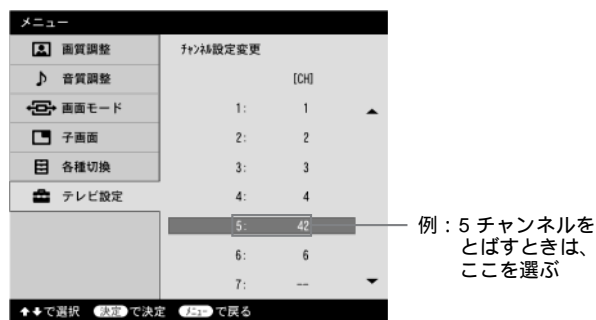 メニュー
画質調整
音質調整
画面モード
子画面
各種切換
テレビ設定
ﾁｬﾝﾈﾙ設定変更
[CH]
1: 1
2: 2
3: 3
4: 4
5: 42
6: 6
7: --
例：5 チャンネルを
とばすときは、
ここを選ぶ
で選択 決定 で決定 ﾒﾆｭｰ で戻る